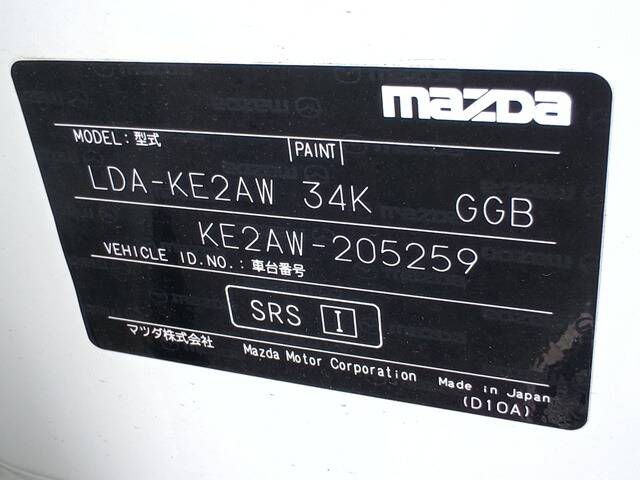 mazda
MODEL:型式 PAINT
LDA-KE2AW 34K GGB
KE2AW-205259
VEHICLE ID.NO.:車台番号
SRS I
マツダ株式会社 Mazda Motor Corporation Made in Japan
(D10A)